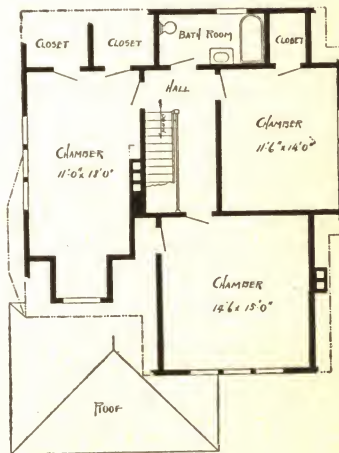 CLOSET
CLOSET
BATH ROOM
CLOSET
HALL
CHAMBER
11'0" x 18'0"
CHAMBER
11'6" x 14'0"
CHAMBER
14'6 x 15'0"
ROOF